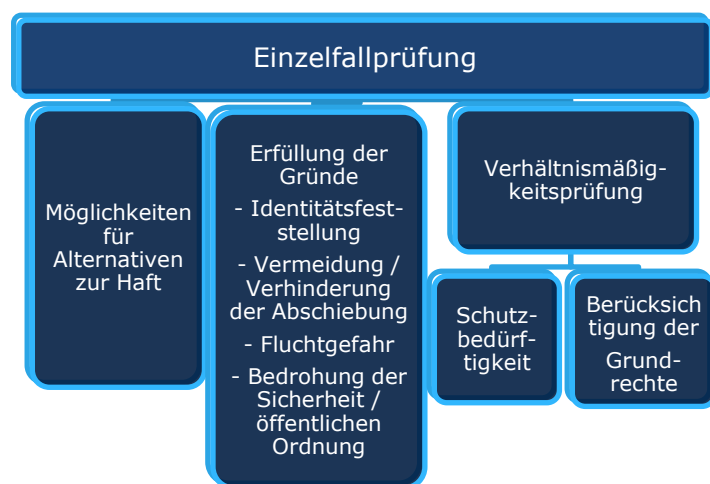 Einzelfallprüfung
Möglichkeiten
für
Alternativen
zur Haft
Erfüllung der
Gründe
- Identitätsfest-
stellung
- Vermeidung /
Verhinderung
der Abschiebung
- Fluchtgefahr
- Bedrohung der
Sicherheit /
öffentlichen
Ordnung
Verhältnismäßig-
keitsprüfung
Schutz-
bedürf-
tigkeit
Berücksich
tigung der
Grund-
rechte